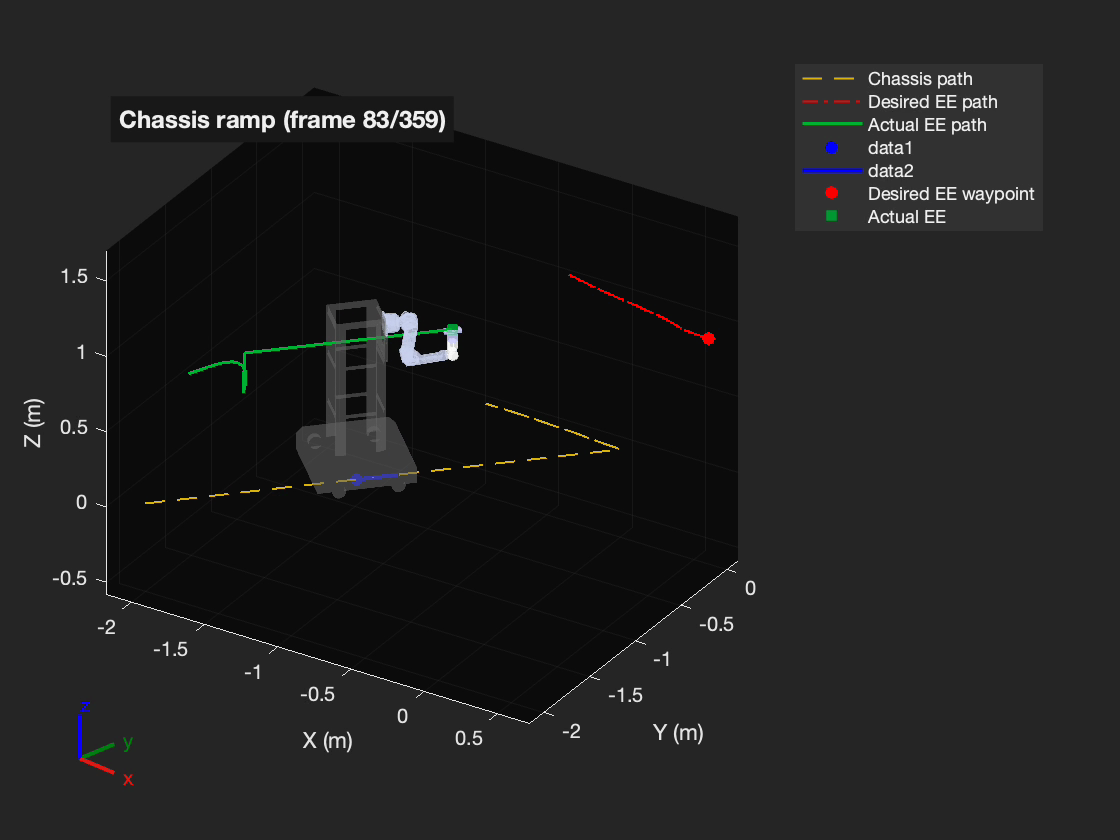 Chassis ramp (frame 83/359)
Chassis path
Desired EE path
Actual EE path
data1
data2
Desired EE waypoint
Actual EE
1.5
1
0.5
0
-0.5
Z (m)
-2
-1.5
-1
-0.5
0
0.5
X (m)
0
-0.5
-1
-1.5
-2
Y (m)
z
y
x